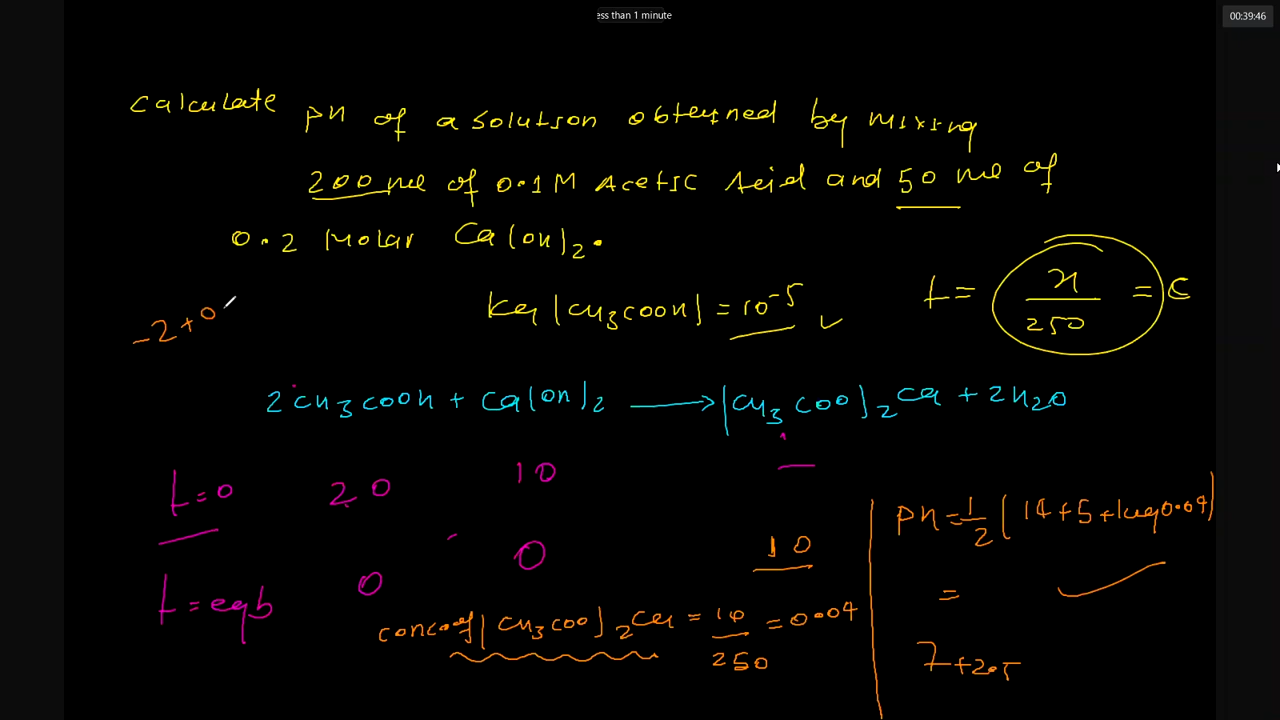 less than 1 minute
00:39:46
Calculate pH of a solution obtained by mixing
200 ml of 0.1M Acetic Acid and 50 ml of
0.2 Molar Ca(OH)2.
Ka(CH3COOH) = 10^-5
= x/250 = C
-2+0
2CH3COOH + Ca(OH)2 → (CH3COO)2Ca + 2H2O
t=0 20 10 -
t=eqb 0 0 10
conc of (CH3COO)2Ca = 10/250 = 0.04
pH = 1/2 (14+5+log0.04)
=
7+2.5